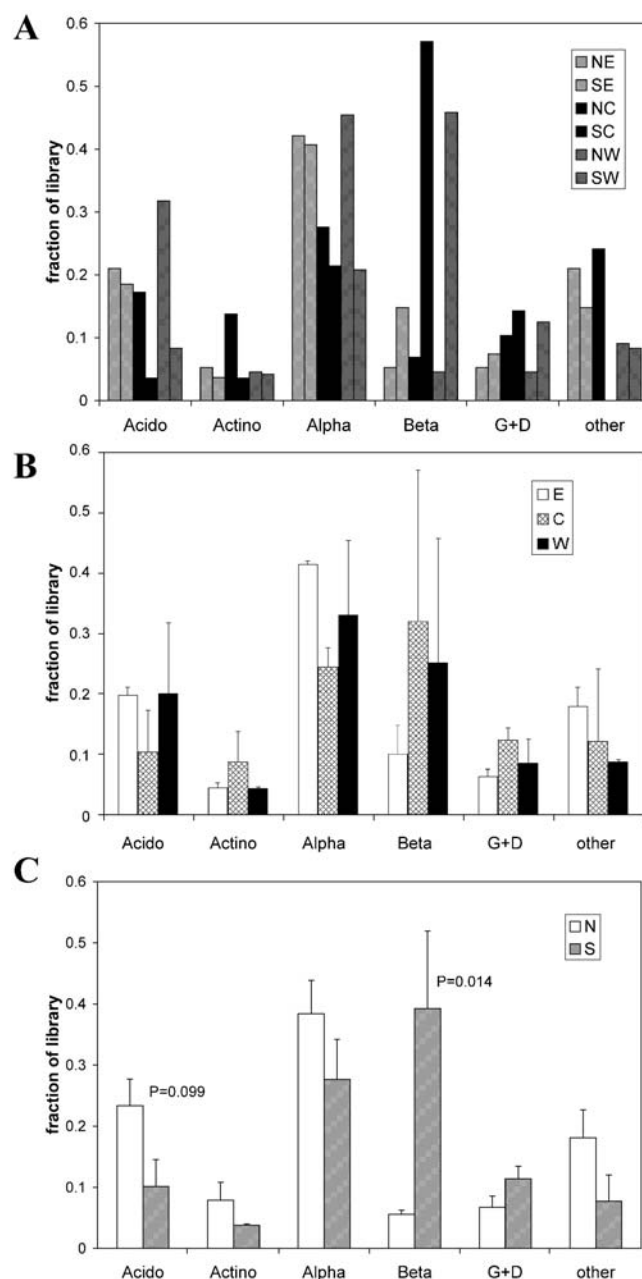 A
fraction of library
0.6
0.5
0.4
0.3
0.2
0.1
0
NE
SE
NC
SC
NW
SW
Acido Actino Alpha Beta G+D other
B
fraction of library
0.6
0.5
0.4
0.3
0.2
0.1
0
E
C
W
Acido Actino Alpha Beta G+D other
C
fraction of library
0.6
0.5
0.4
0.3
0.2
0.1
0
N
S
P=0.014
P=0.099
Acido Actino Alpha Beta G+D other